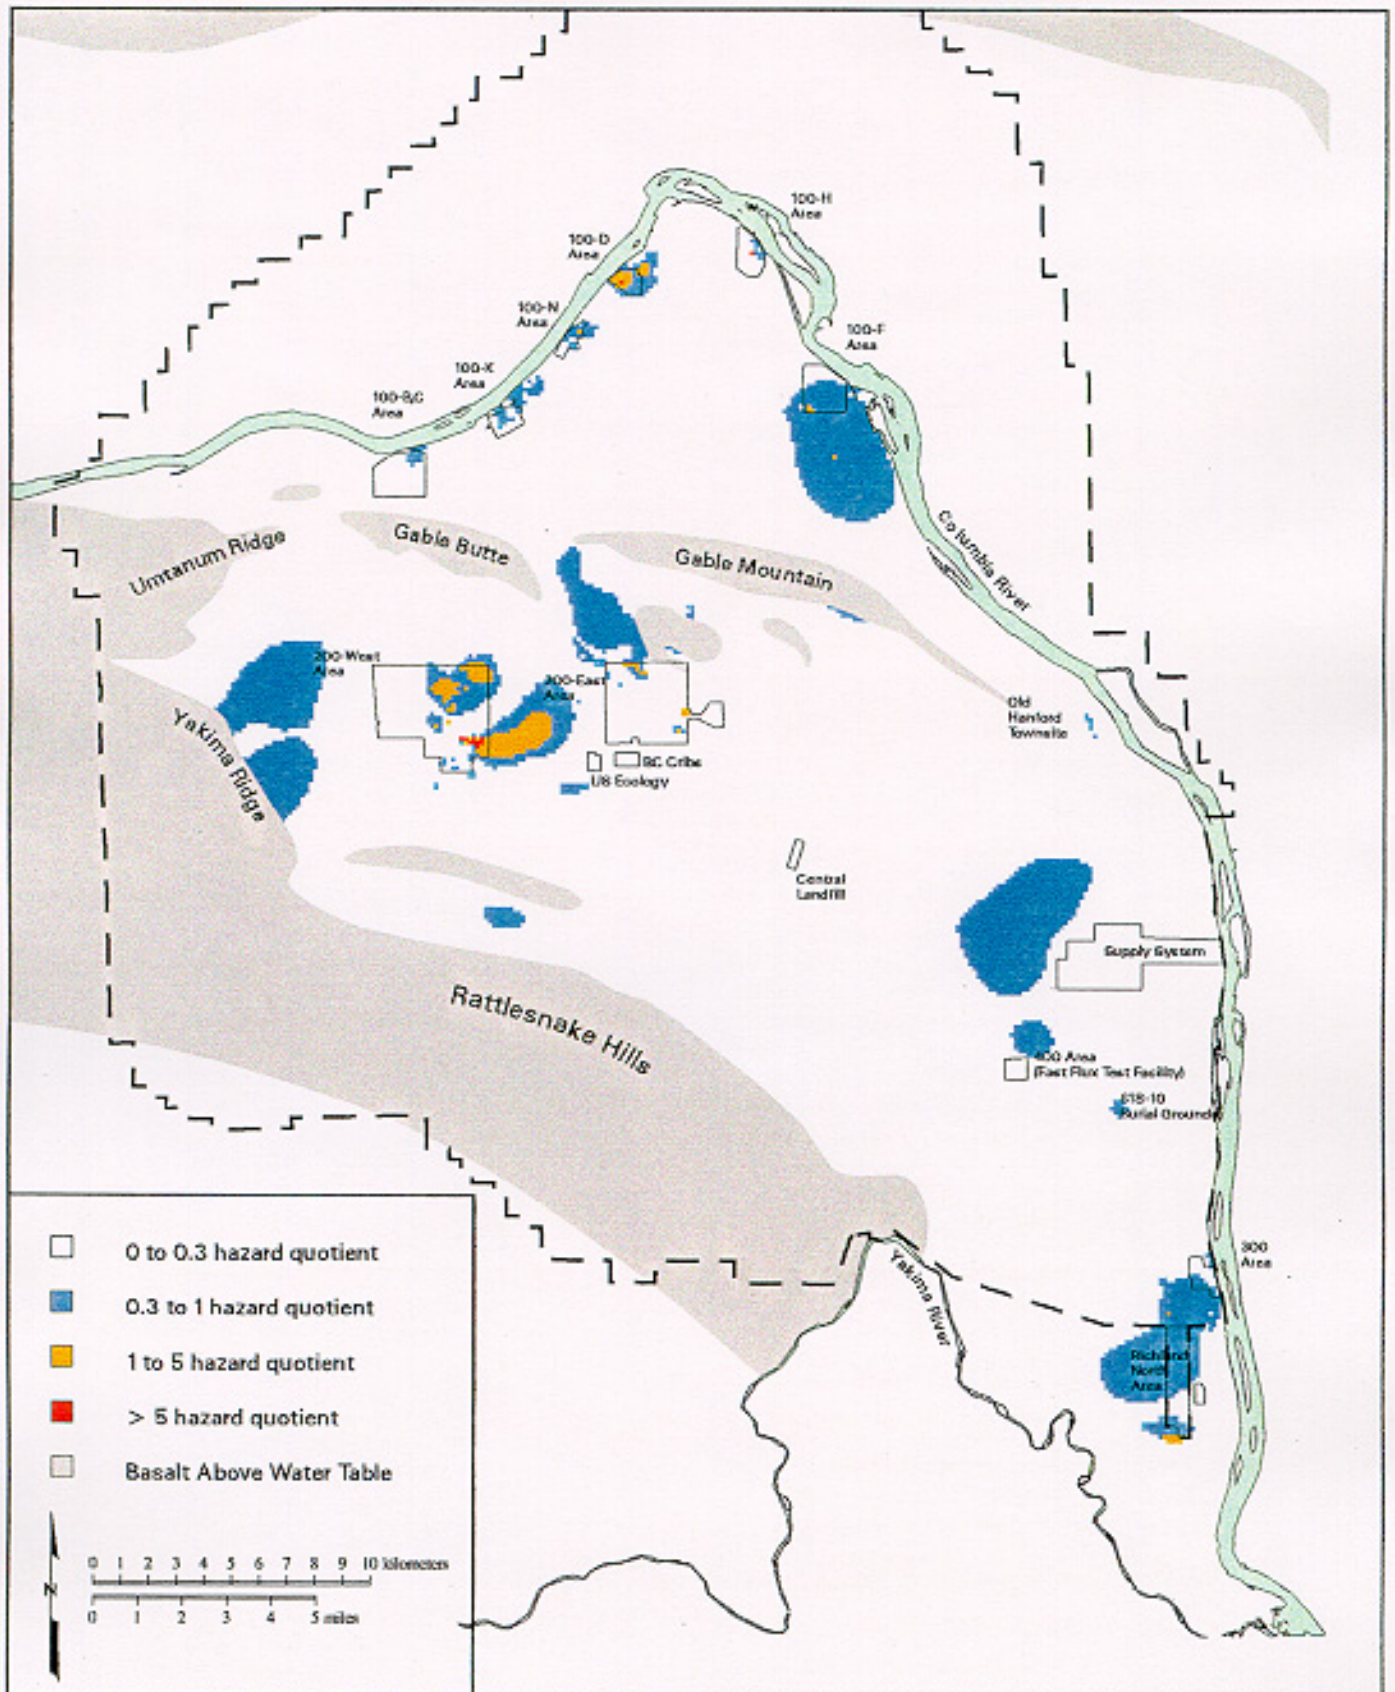 100-H
Area
100-D
Area
100-N
Area
100-F
Area
100-K
Area
100-B,C
Area
Columbia River
Umtanum Ridge
Gable Butte
Gable Mountain
200-West
Area
200-East
Area
Yakima Ridge
Old
Hanford
Townsite
BC Cribs
US Ecology
Central
Landfill
Supply System
Rattlesnake Hills
400 Area
(Fast Flux Test Facility)
618-10
Burial Grounds
300
Area
Yakima River
Richland
North
Area
0 to 0.3 hazard quotient
0.3 to 1 hazard quotient
1 to 5 hazard quotient
> 5 hazard quotient
Basalt Above Water Table
N
0 1 2 3 4 5 6 7 8 9 10 kilometers
0 1 2 3 4 5 miles